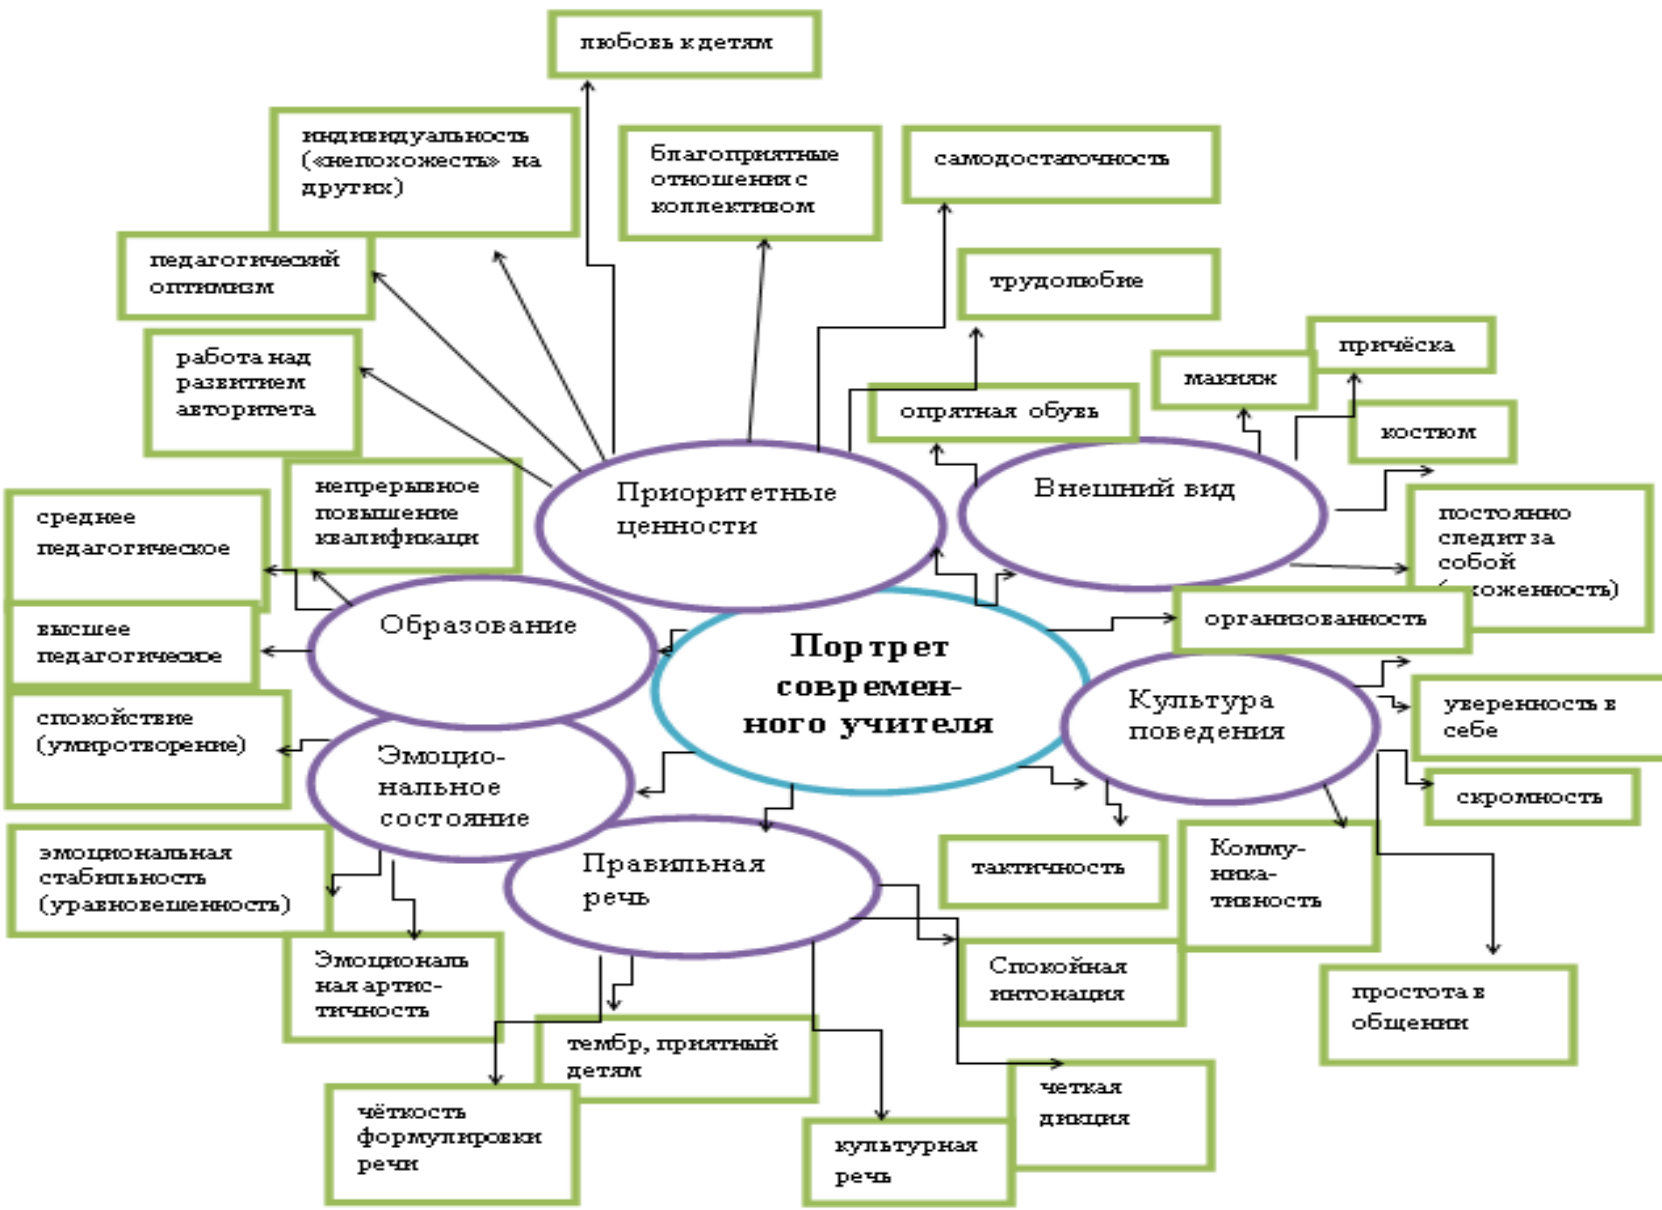 любовь к детям
индивидуальность
(«непохожесть» на
других)
благоприятные
отношения с
коллективом
самодостаточность
педагогический
оптимизм
трудолюбие
работа над
развитием
авторитета
причёска
макияж
опрятная обувь
костюм
непрерывное
повышение
квалификаци
Приоритетные
ценности
Внешний вид
среднее
педагогическое
постоянно
следит за
собой
хоженность)
высшее
педагогическое
Образование
организованность
Портрет
современ-
ного учителя
Культура
поведения
уверенность в
себе
спокойствие
(умиротворение)
Эмоцио-
нальное
состояние
скромность
эмоциональная
стабильность
(уравновешенность)
Правильная
речь
тактичность
Комму-
ника-
тивность
Эмоциональ
ная артис-
тичность
Спокойная
интонация
простота в
общении
тембр, приятный
детям
четкая
дикция
чёткость
формулировки
речи
культурная
речь